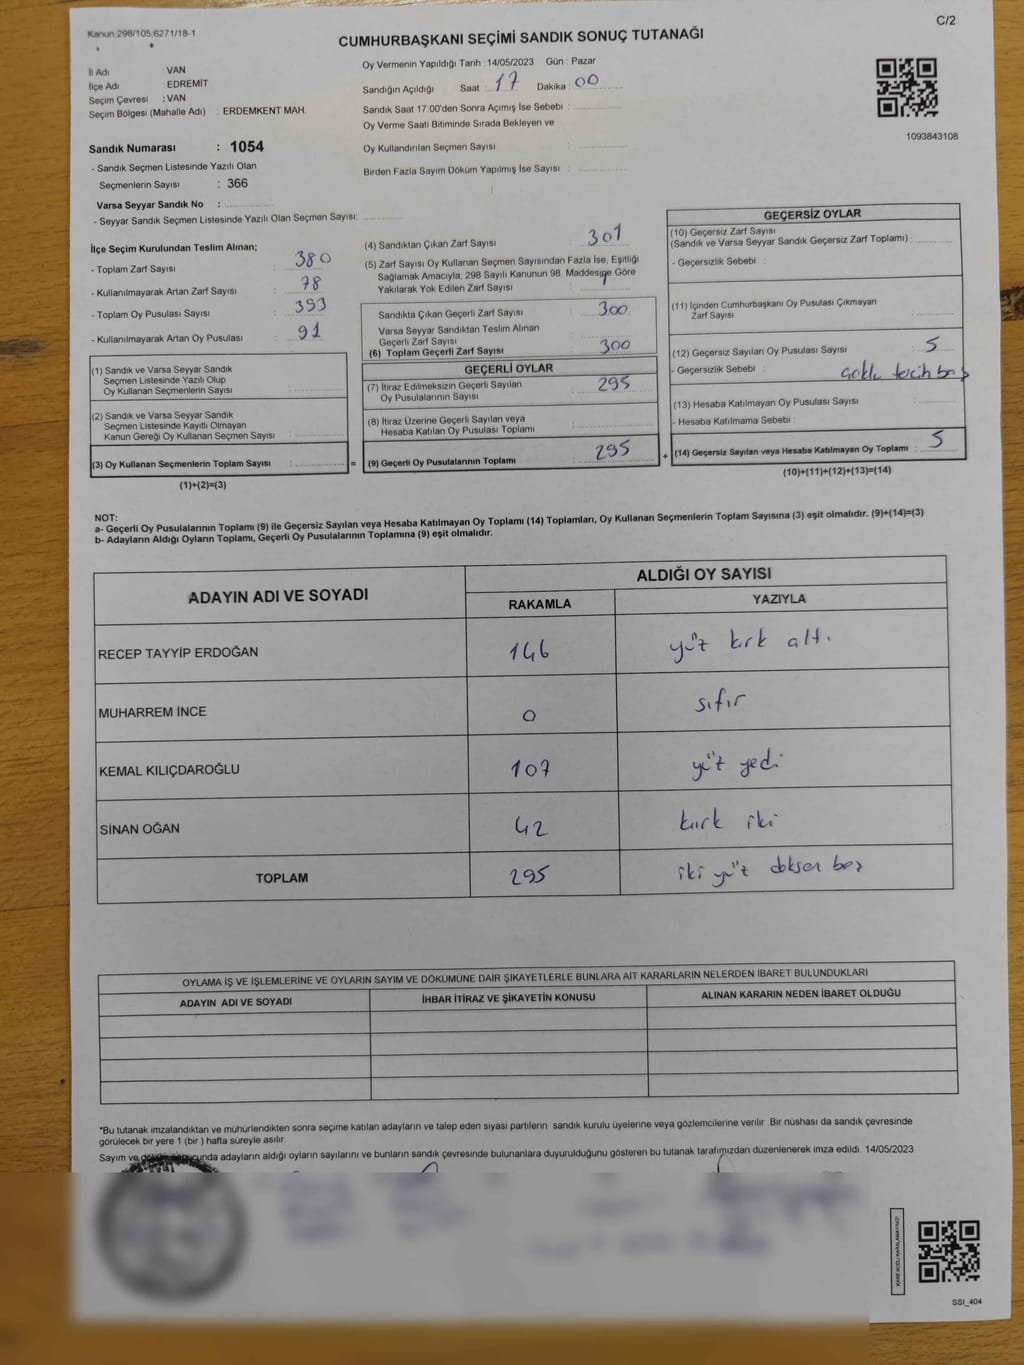 Kanun:298/105;6271/18-1
C/2
CUMHURBAŞKANI SEÇİMİ SANDIK SONUÇ TUTANAĞI
İl Adı : VAN
İlçe Adı : EDREMİT
Seçim Çevresi : VAN
Seçim Bölgesi (Mahalle Adı) : ERDEMKENT MAH.
Oy Vermenin Yapıldığı Tarih : 14/05/2023 Gün : Pazar
Sandığın Açıldığı Saat : 17 Dakika : 00
Sandık Saat 17:00'den Sonra Açımış İse Sebebi :
Oy Verme Saati Bitiminde Sırada Bekleyen ve
Oy Kullandırılan Seçmen Sayısı :
Birden Fazla Sayım Döküm Yapılmış İse Sayısı :
1093843108
Sandık Numarası : 1054
- Sandık Seçmen Listesinde Yazılı Olan
Seçmenlerin Sayısı : 366
Varsa Seyyar Sandık No :
- Seyyar Sandık Seçmen Listesinde Yazılı Olan Seçmen Sayısı:
İlçe Seçim Kurulundan Teslim Alınan;
- Toplam Zarf Sayısı : 380
- Kullanılmayarak Artan Zarf Sayısı : 78
- Toplam Oy Pusulası Sayısı : 393
- Kullanılmayarak Artan Oy Pusulası : 91
(1) Sandık ve Varsa Seyyar Sandık
Seçmen Listesinde Yazılı Olup
Oy Kullanan Seçmenlerin Sayısı :
(2) Sandık ve Varsa Seyyar Sandık
Seçmen Listesinde Kayıtlı Olmayan
Kanun Gereği Oy Kullanan Seçmen Sayısı :
(3) Oy Kullanan Seçmenlerin Toplam Sayısı :
(1)+(2)=(3)
(4) Sandıktan Çıkan Zarf Sayısı : 301
(5) Zarf Sayısı Oy Kullanan Seçmen Sayısından Fazla İse, Eşitliği
Sağlamak Amacıyla; 298 Sayılı Kanunun 98. Maddesine Göre
Yakılarak Yok Edilen Zarf Sayısı : 1
Sandıkta Çıkan Geçerli Zarf Sayısı : 300
Varsa Seyyar Sandıktan Teslim Alınan
Geçerli Zarf Sayısı :
(6) Toplam Geçerli Zarf Sayısı : 300
GEÇERLİ OYLAR
(7) İtiraz Edilmeksizin Geçerli Sayılan
Oy Pusulalarının Sayısı : 295
(8) İtiraz Üzerine Geçerli Sayılan veya
Hesaba Katılan Oy Pusulası Toplamı :
= (9) Geçerli Oy Pusulalarının Toplamı : 295
GEÇERSİZ OYLAR
(10) Geçersiz Zarf Sayısı
(Sandık ve Varsa Seyyar Sandık Geçersiz Zarf Toplamı) :
- Geçersizlik Sebebi :
(11) İçinden Cumhurbaşkanı Oy Pusulası Çıkmayan
Zarf Sayısı :
(12) Geçersiz Sayılan Oy Pusulası Sayısı : 5
- Geçersizlik Sebebi : tercih boş
(13) Hesaba Katılmayan Oy Pusulası Sayısı :
- Hesaba Katılmama Sebebi :
+ (14) Geçersiz Sayılan veya Hesaba Katılmayan Oy Toplamı : 5
(10)+(11)+(12)+(13)=(14)
NOT:
a- Geçerli Oy Pusulalarının Toplamı (9) ile Geçersiz Sayılan veya Hesaba Katılmayan Oy Toplamı (14) Toplamları, Oy Kullanan Seçmenlerin Toplam Sayısına (3) eşit olmalıdır. (9)+(14)=(3)
b- Adayların Aldığı Oyların Toplamı, Geçerli Oy Pusulalarının Toplamına (9) eşit olmalıdır.
ADAYIN ADI VE SOYADI
ALDIĞI OY SAYISI
RAKAMLA YAZIYLA
RECEP TAYYİP ERDOĞAN 146 yüz kırk altı
MUHARREM İNCE 0 sıfır
KEMAL KILIÇDAROĞLU 107 yüz yedi
SİNAN OĞAN 42 kırk iki
TOPLAM 295 iki yüz doksan beş
OYLAMA İŞ VE İŞLEMLERİNE VE OYLARIN SAYIM VE DÖKÜMÜNE DAİR ŞİKAYETLERLE BUNLARA AİT KARARLARIN NELERDEN İBARET BULUNDUKLARI
ADAYIN ADI VE SOYADI İHBAR İTİRAZ VE ŞİKAYETİN KONUSU ALINAN KARARIN NEDEN İBARET OLDUĞU
*Bu tutanak imzalandıktan ve mühürlendikten sonra seçime katılan adayların ve talep eden siyasi partilerin sandık kurulu üyelerine veya gözlemcilerine verilir. Bir nüshası da sandık çevresinde
görülecek bir yere 1 (bir ) hafta süreyle asılır.
Sayım ve dökümucunda adayların aldığı oyların sayılarını ve bunların sandık çevresinde bulunanlara duyurulduğunu gösteren bu tutanak tarafımızdan düzenlenerek imza edildi. 14/05/2023
KARE KODU KARALAMAYINIZ!
SSI_404